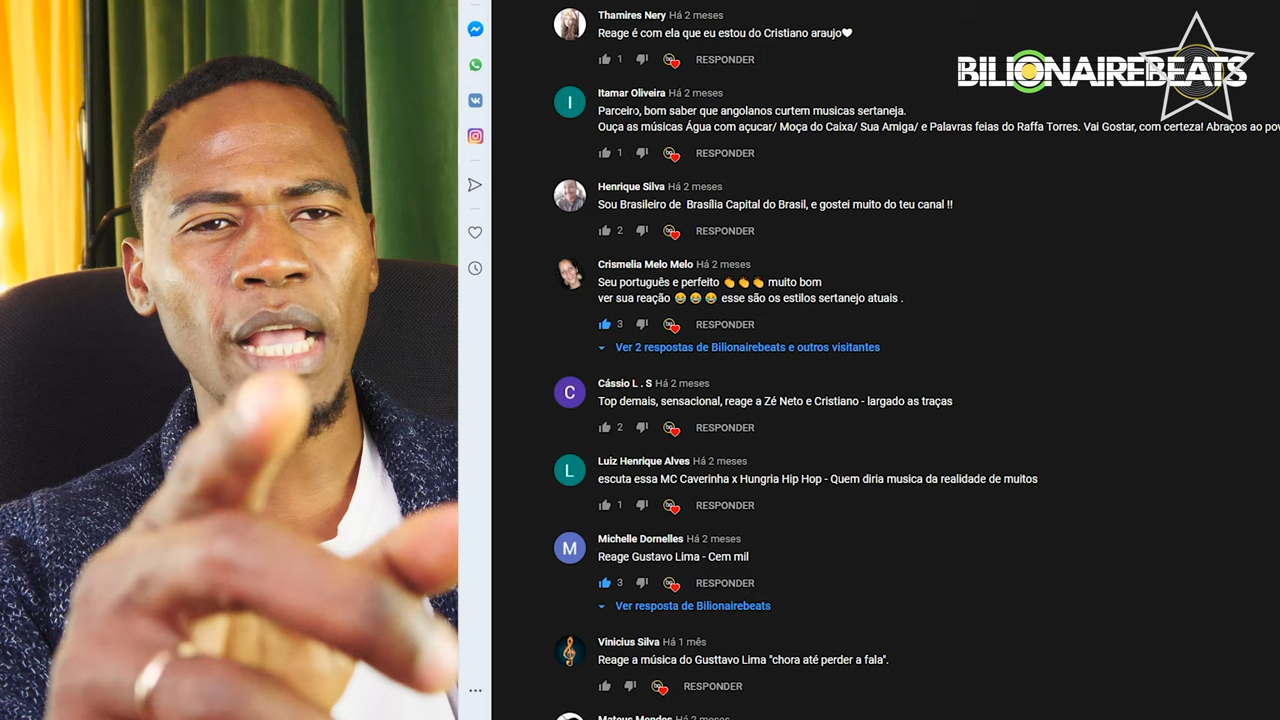 BILIONAIREBEATS
Thamires Nery Há 2 meses
Reage é com ela que eu estou do Cristiano araujo🤍
1 RESPONDER
I
Itamar Oliveira Há 2 meses
Parceiro, bom saber que angolanos curtem musicas sertaneja.
Ouça as músicas Água com açucar/ Moça do Caixa/ Sua Amiga/ e Palavras feias do Raffa Torres. Vai Gostar, com certeza! Abraços ao pov
1 RESPONDER
Henrique Silva Há 2 meses
Sou Brasileiro de Brasília Capital do Brasil, e gostei muito do teu canal !!
2 RESPONDER
Crismelia Melo Melo Há 2 meses
Seu português e perfeito 👏👏👏 muito bom
ver sua reação 😂😂😂 esse são os estilos sertanejo atuais .
3 RESPONDER
Ver 2 respostas de Bilionairebeats e outros visitantes
C
Cássio L . S Há 2 meses
Top demais, sensacional, reage a Zé Neto e Cristiano - largado as traças
2 RESPONDER
L
Luiz Henrique Alves Há 2 meses
escuta essa MC Caverinha x Hungria Hip Hop - Quem diria musica da realidade de muitos
1 RESPONDER
M
Michelle Dornelles Há 2 meses
Reage Gustavo Lima - Cem mil
3 RESPONDER
Ver resposta de Bilionairebeats
Vinicius Silva Há 1 mês
Reage a música do Gusttavo Lima "chora até perder a fala".
RESPONDER
Mateus Mendes Há 2 meses